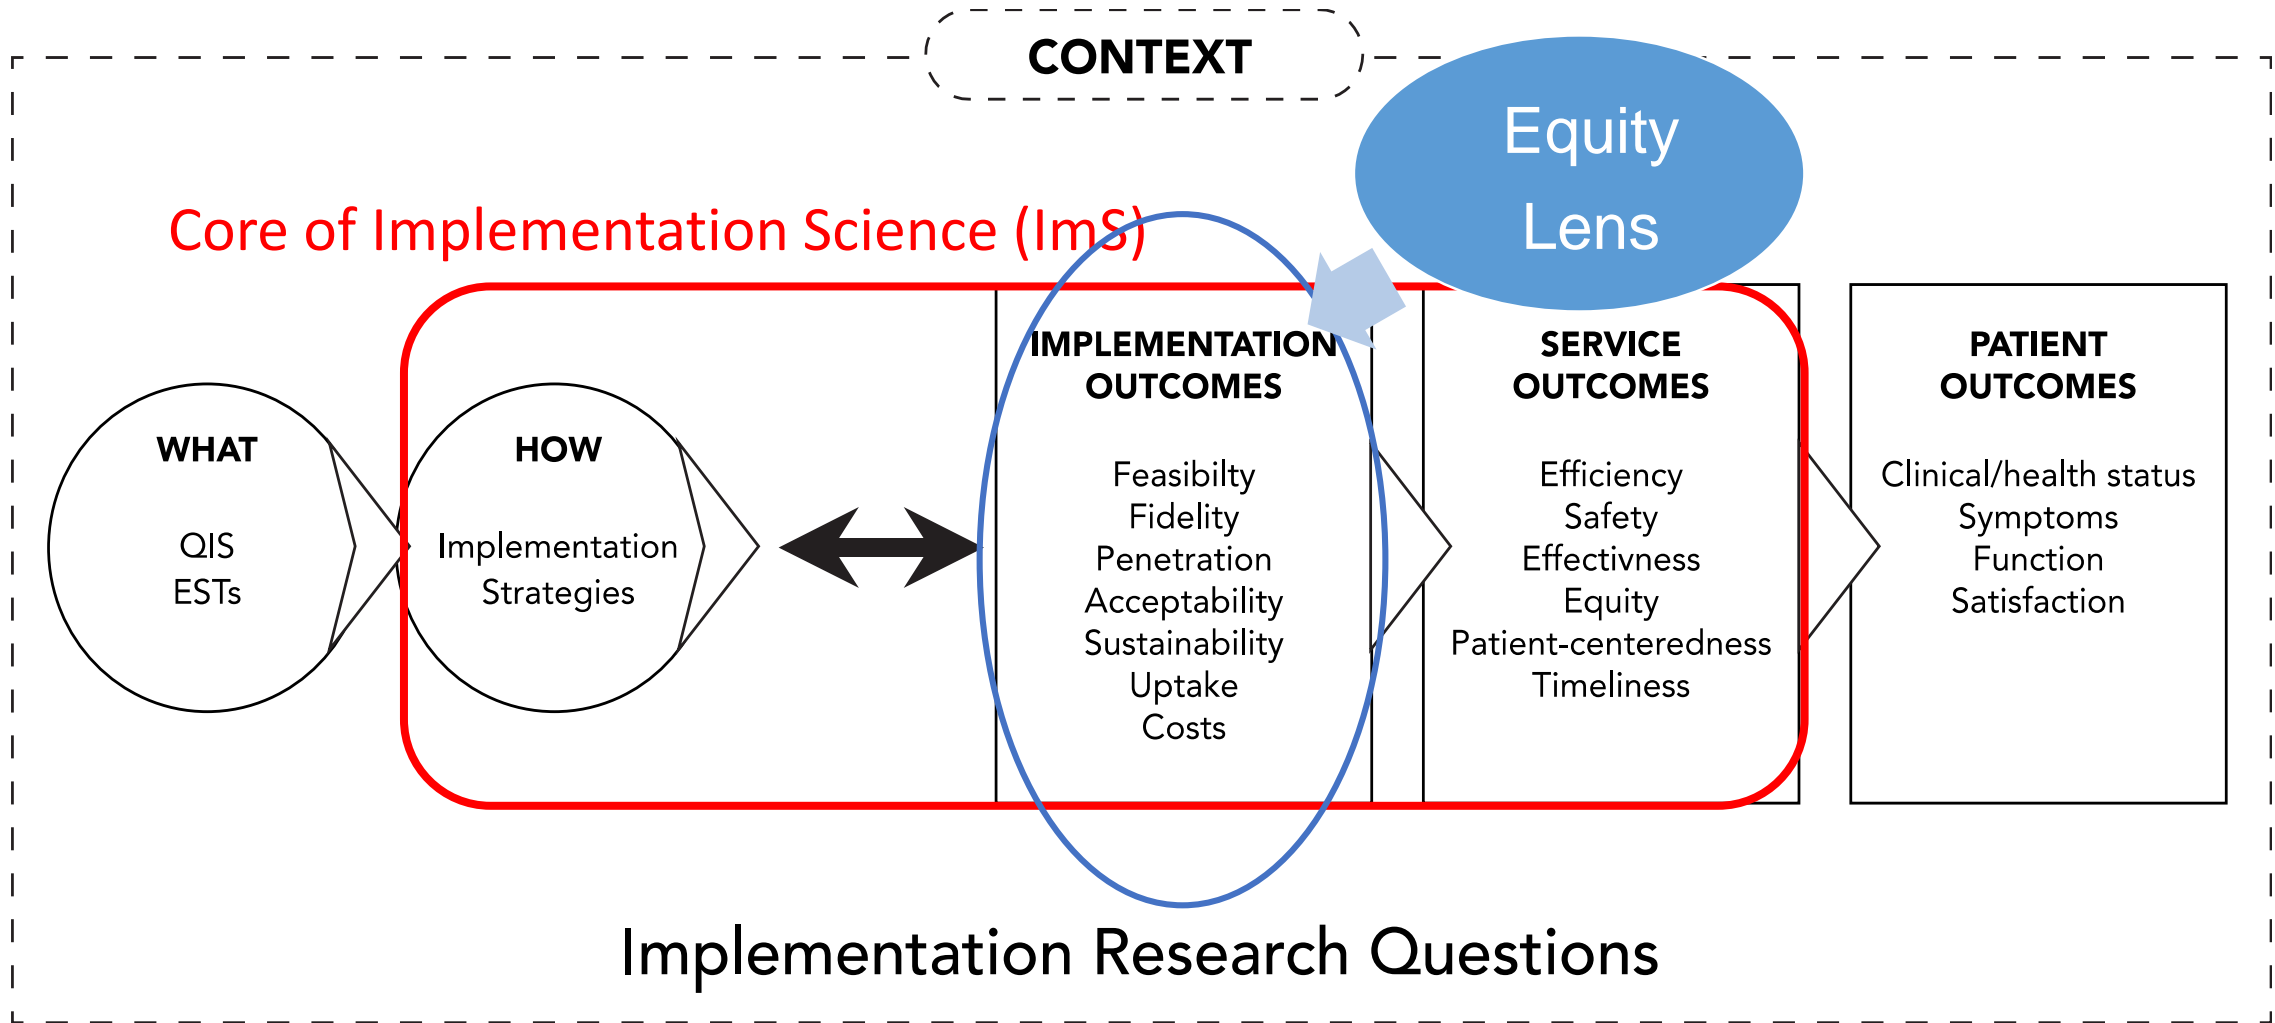 CONTEXT
Equity
Lens
Core of Implementation Science (ImS)
WHAT
QIS
ESTs
HOW
Implementation
Strategies
IMPLEMENTATION
OUTCOMES
Feasibilty
Fidelity
Penetration
Acceptability
Sustainability
Uptake
Costs
SERVICE
OUTCOMES
Efficiency
Safety
Effectivness
Equity
Patient-centeredness
Timeliness
PATIENT
OUTCOMES
Clinical/health status
Symptoms
Function
Satisfaction
Implementation Research Questions